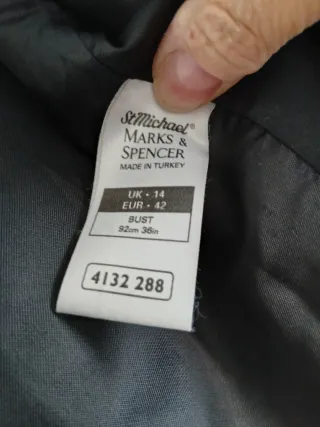 StMichael®
MARKS &
SPENCER
MADE IN TURKEY
UK • 14
EUR • 42
BUST
92cm 36in
4132 288